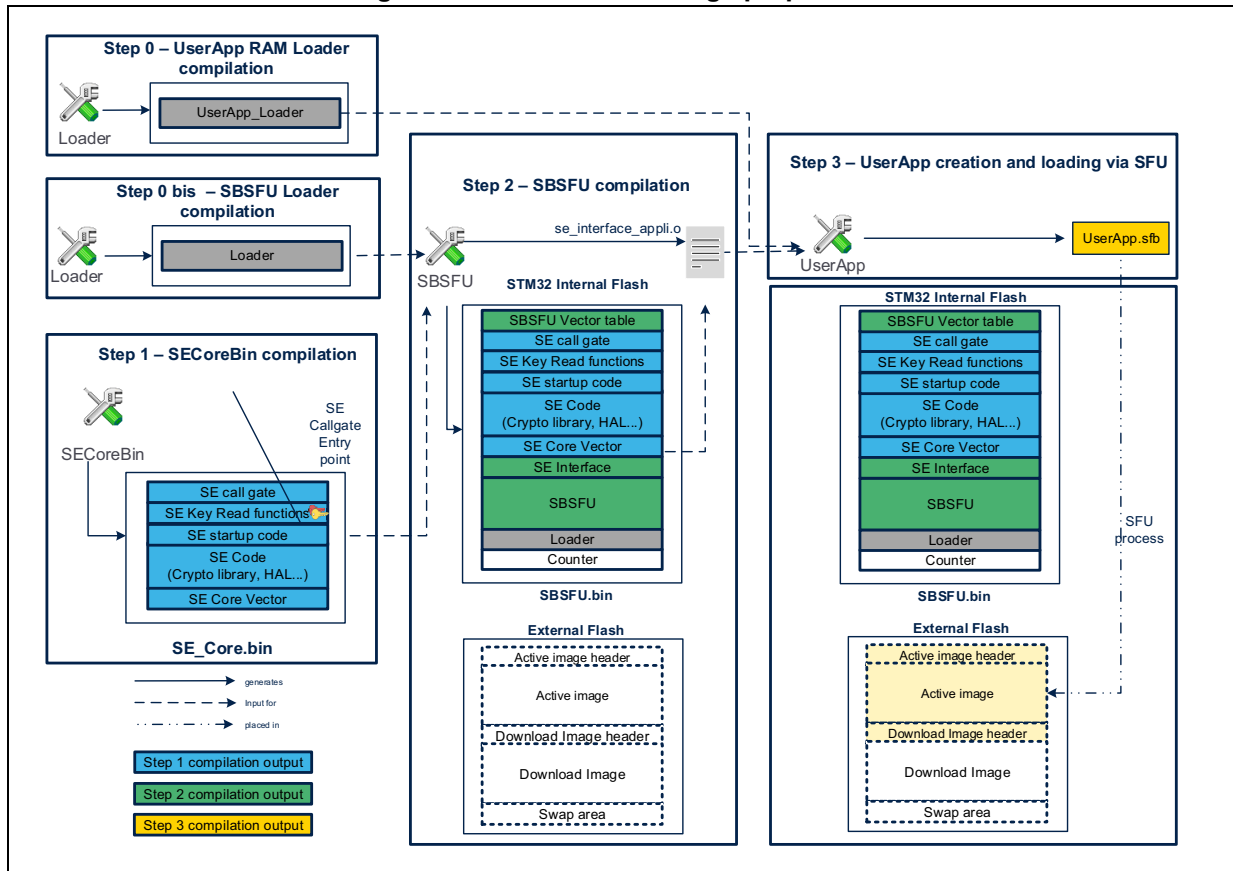 Step 0 – UserApp RAM Loader
compilation
Loader
UserApp_Loader
Step 0 bis – SBSFU Loader
compilation
Loader
Loader
Step 1 – SECoreBin compilation
SECoreBin
SE
Callgate
Entry
point
SE call gate
SE Key Read functions
SE startup code
SE Code
(Crypto library, HAL...)
SE Core Vector
SE_Core.bin
generates
Input for
placed in
Step 1 compilation output
Step 2 compilation output
Step 3 compilation output
Step 2 – SBSFU compilation
SBSFU
se_interface_appli.o
STM32 Internal Flash
SBSFU Vector table
SE call gate
SE Key Read functions
SE startup code
SE Code
(Crypto library, HAL...)
SE Core Vector
SE Interface
SBSFU
Loader
Counter
SBSFU.bin
External Flash
Active image header
Active image
Download Image header
Download Image
Swap area
Step 3 – UserApp creation and loading via SFU
UserApp
UserApp.sfb
STM32 Internal Flash
SBSFU Vector table
SE call gate
SE Key Read functions
SE startup code
SE Code
(Crypto library, HAL...)
SE Core Vector
SE Interface
SBSFU
Loader
Counter
SBSFU.bin
SFU
process
External Flash
Active image header
Active image
Download Image header
Download Image
Swap area